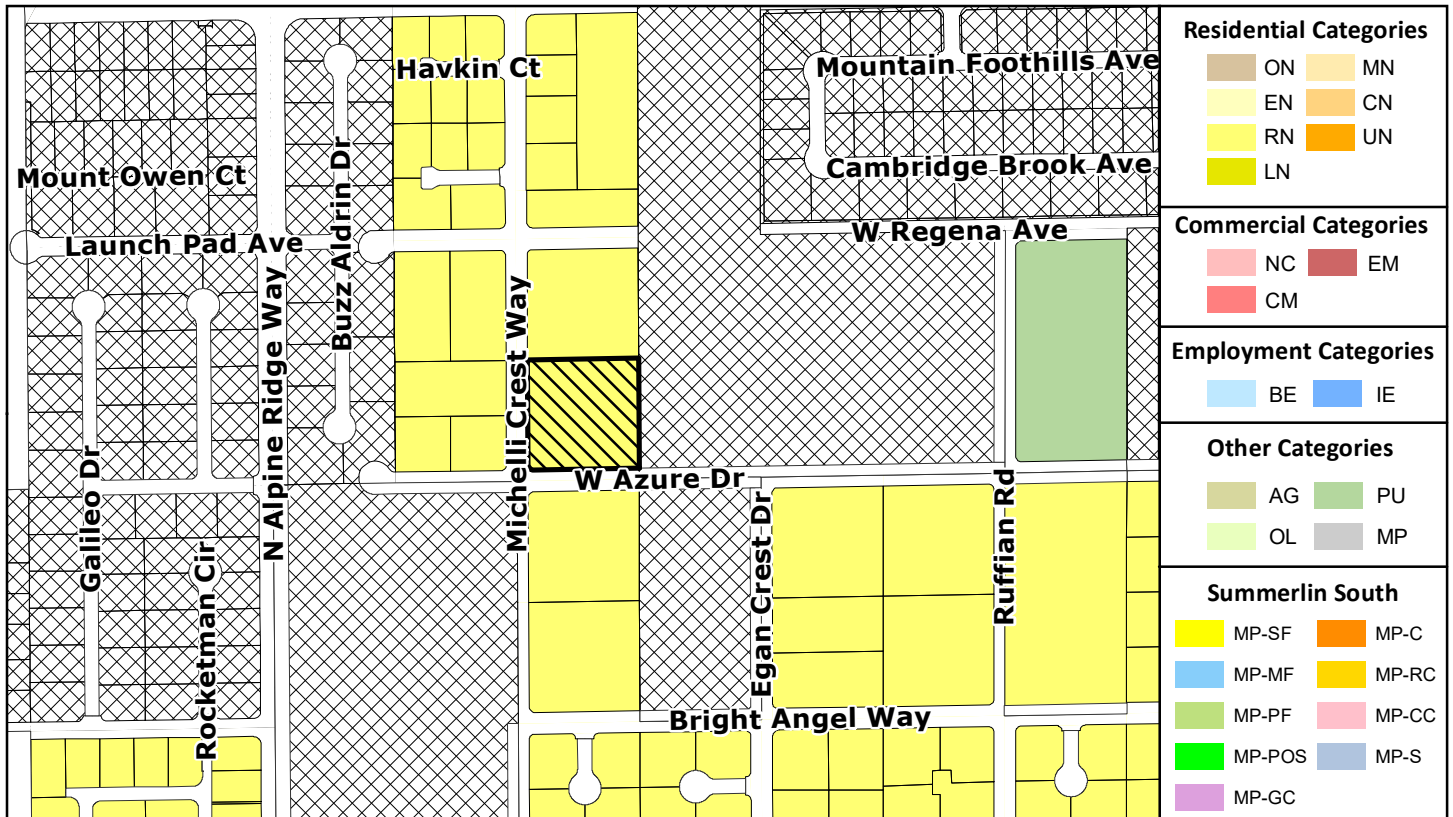 Havkin Ct
Mountain Foothills Ave
Mount Owen Ct
Buzz Aldrin Dr
Cambridge Brook Ave
Launch Pad Ave
W Regena Ave
N Alpine Ridge Way
Michelli Crest Way
W Azure Dr
Galileo Dr
Rocketman Cir
Egan Crest Dr
Ruffian Rd
Bright Angel Way
Residential Categories
ON MN
EN CN
RN UN
LN
Commercial Categories
NC EM
CM
Employment Categories
BE IE
Other Categories
AG PU
OL MP
Summerlin South
MP-SF MP-C
MP-MF MP-RC
MP-PF MP-CC
MP-POS MP-S
MP-GC